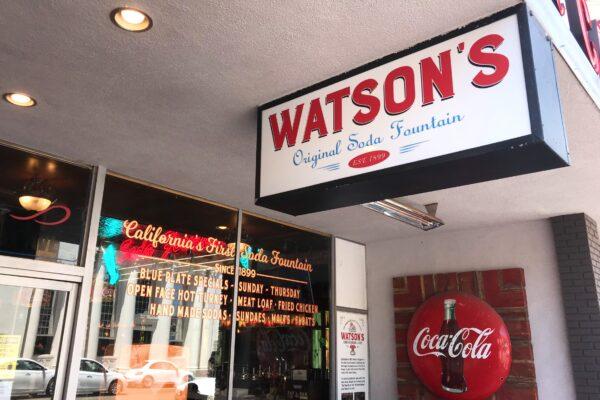 WATSON'S
Original Soda Fountain
EST. 1899
California's First Soda Fountain
SINCE 1899
BLUE PLATE SPECIALS - SUNDAY - THURSDAY
OPEN FACE HOT TURKEY - MEAT LOAF - FRIED CHICKEN
HAND MADE SODAS - SUNDAES - MALTS - FLOATS
WATSON'S
Coca-Cola